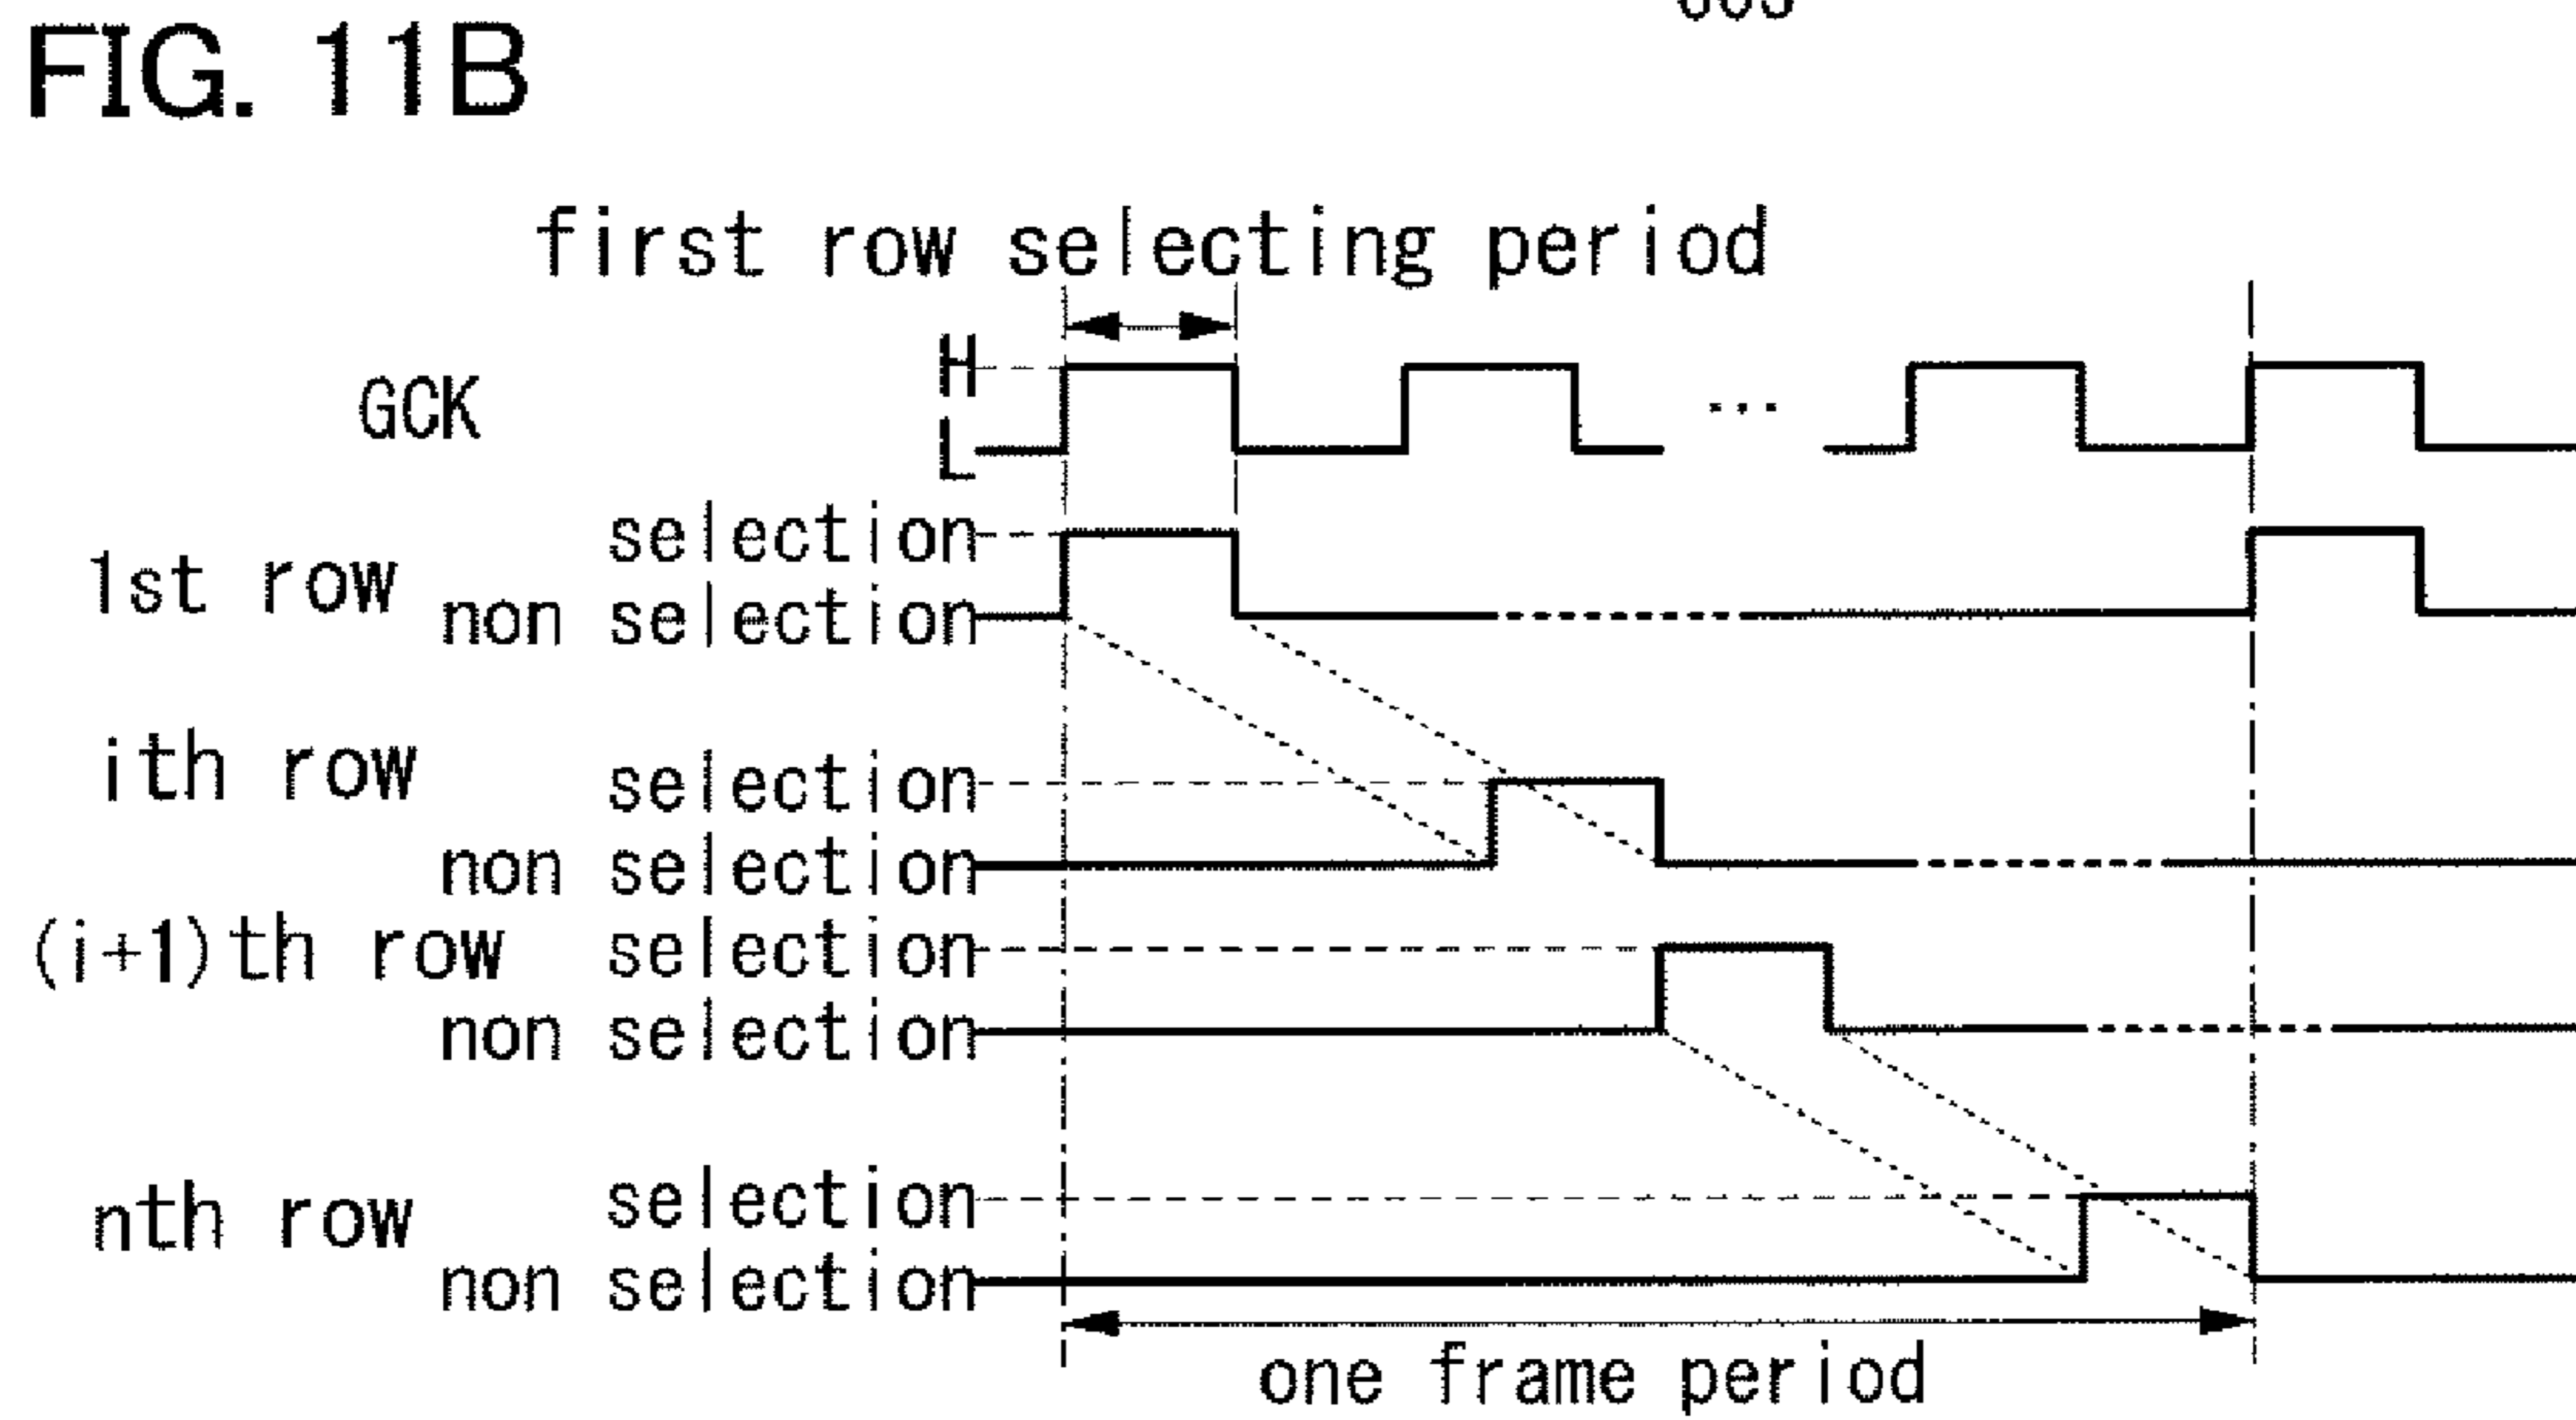 FIG. 11B
first row selecting period
GCK
H
L
...
1st row
selection
non selection
ith row
selection
non selection
(i+1)th row
selection
non selection
nth row
selection
non selection
one frame period